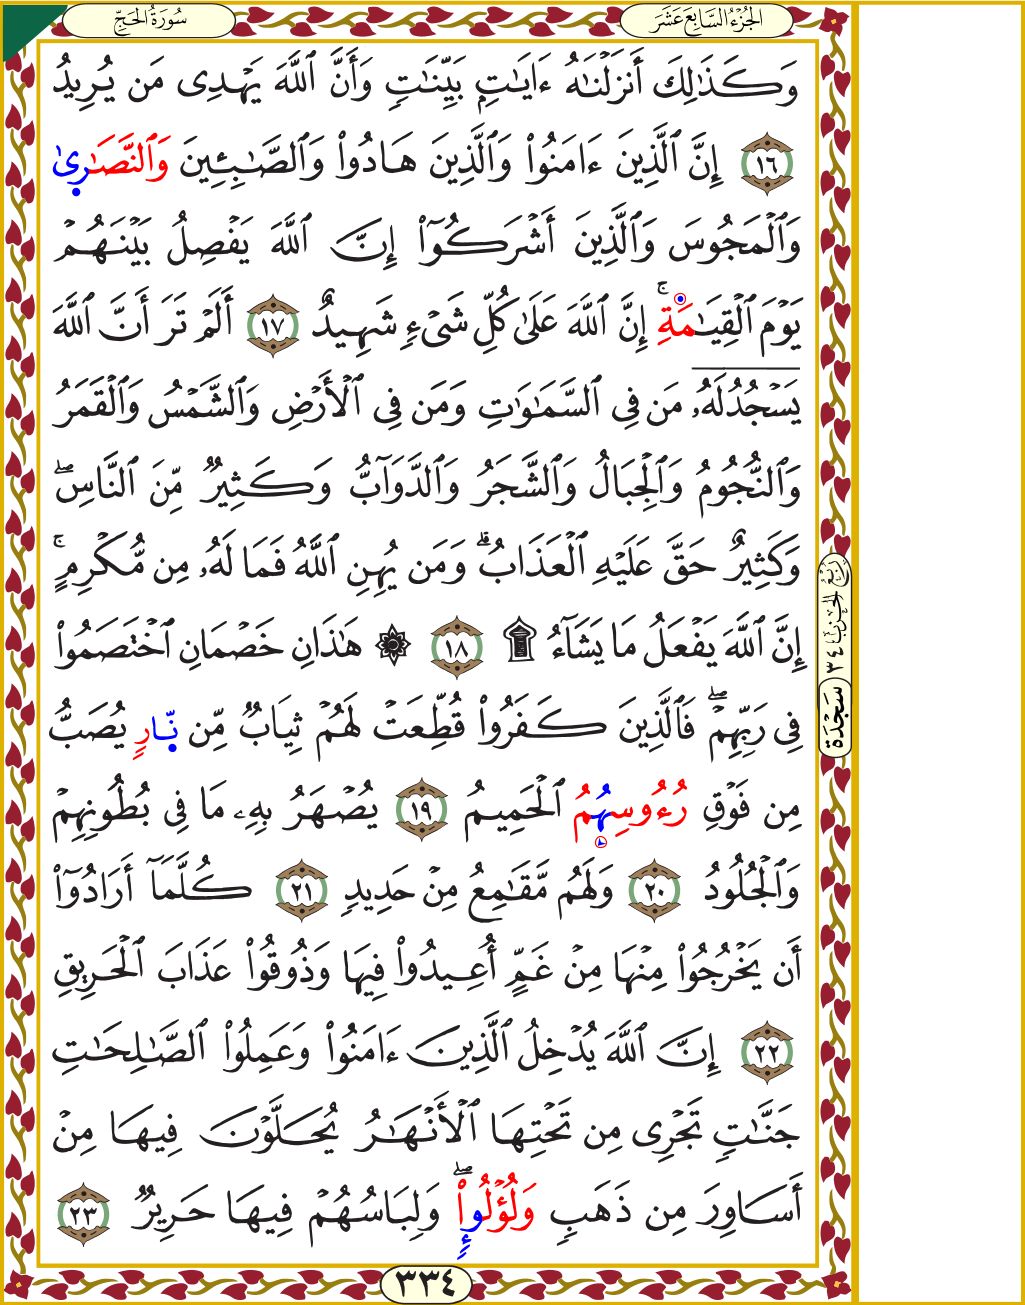 سُورَةُ الحَجِّ
الجُزْءُ السَّابِعَ عَشَرَ
وَكَذَٰلِكَ أَنزَلْنَٰهُ ءَايَٰتٍۭ بَيِّنَٰتٍۢ وَأَنَّ ٱللَّهَ يَهْدِى مَن يُرِيدُ
١٦ إِنَّ ٱلَّذِينَ ءَامَنُوا۟ وَٱلَّذِينَ هَادُوا۟ وَٱلصَّٰبِـِٔينَ وَٱلنَّصَٰرِىٰ
وَٱلْمَجُوسَ وَٱلَّذِينَ أَشْرَكُوٓا۟ إِنَّ ٱللَّهَ يَفْصِلُ بَيْنَهُمْ
يَوْمَ ٱلْقِيَٰمَةِ ۚ إِنَّ ٱللَّهَ عَلَىٰ كُلِّ شَىْءٍۢ شَهِيدٌ ١٧ أَلَمْ تَرَ أَنَّ ٱللَّهَ
يَسْجُدُ لَهُۥ مَن فِى ٱلسَّمَٰوَٰتِ وَمَن فِى ٱلْأَرْضِ وَٱلشَّمْسُ وَٱلْقَمَرُ
وَٱلنُّجُومُ وَٱلْجِبَالُ وَٱلشَّجَرُ وَٱلدَّوَآبُّ وَكَثِيرٌۭ مِّنَ ٱلنَّاسِ ۖ
وَكَثِيرٌ حَقَّ عَلَيْهِ ٱلْعَذَابُ ۗ وَمَن يُهِنِ ٱللَّهُ فَمَا لَهُۥ مِن مُّكْرِمٍ ۚ
إِنَّ ٱللَّهَ يَفْعَلُ مَا يَشَآءُ ۩ ١٨ ۞ هَٰذَانِ خَصْمَانِ ٱخْتَصَمُوا۟
فِى رَبِّهِمْ ۖ فَٱلَّذِينَ كَفَرُوا۟ قُطِّعَتْ لَهُمْ ثِيَابٌۭ مِّن نَّارٍۢ يُصَبُّ
مِن فَوْقِ رُءُوسِهُمُ ٱلْحَمِيمُ ١٩ يُصْهَرُ بِهِۦ مَا فِى بُطُونِهِمْ
وَٱلْجُلُودُ ٢٠ وَلَهُم مَّقَٰمِعُ مِنْ حَدِيدٍۢ ٢١ كُلَّمَآ أَرَادُوٓا۟
أَن يَخْرُجُوا۟ مِنْهَا مِنْ غَمٍّ أُعِيدُوا۟ فِيهَا وَذُوقُوا۟ عَذَابَ ٱلْحَرِيقِ
٢٢ إِنَّ ٱللَّهَ يُدْخِلُ ٱلَّذِينَ ءَامَنُوا۟ وَعَمِلُوا۟ ٱلصَّٰلِحَٰتِ
جَنَّٰتٍۢ تَجْرِى مِن تَحْتِهَا ٱلْأَنْهَٰرُ يُحَلَّوْنَ فِيهَا مِنْ
أَسَاوِرَ مِن ذَهَبٍۢ وَلُؤْلُوإٍۢ ۖ وَلِبَاسُهُمْ فِيهَا حَرِيرٌۭ ٢٣
رُبْعُ الحِزْبِ ٣٤
سَجْدَة
٣٣٤